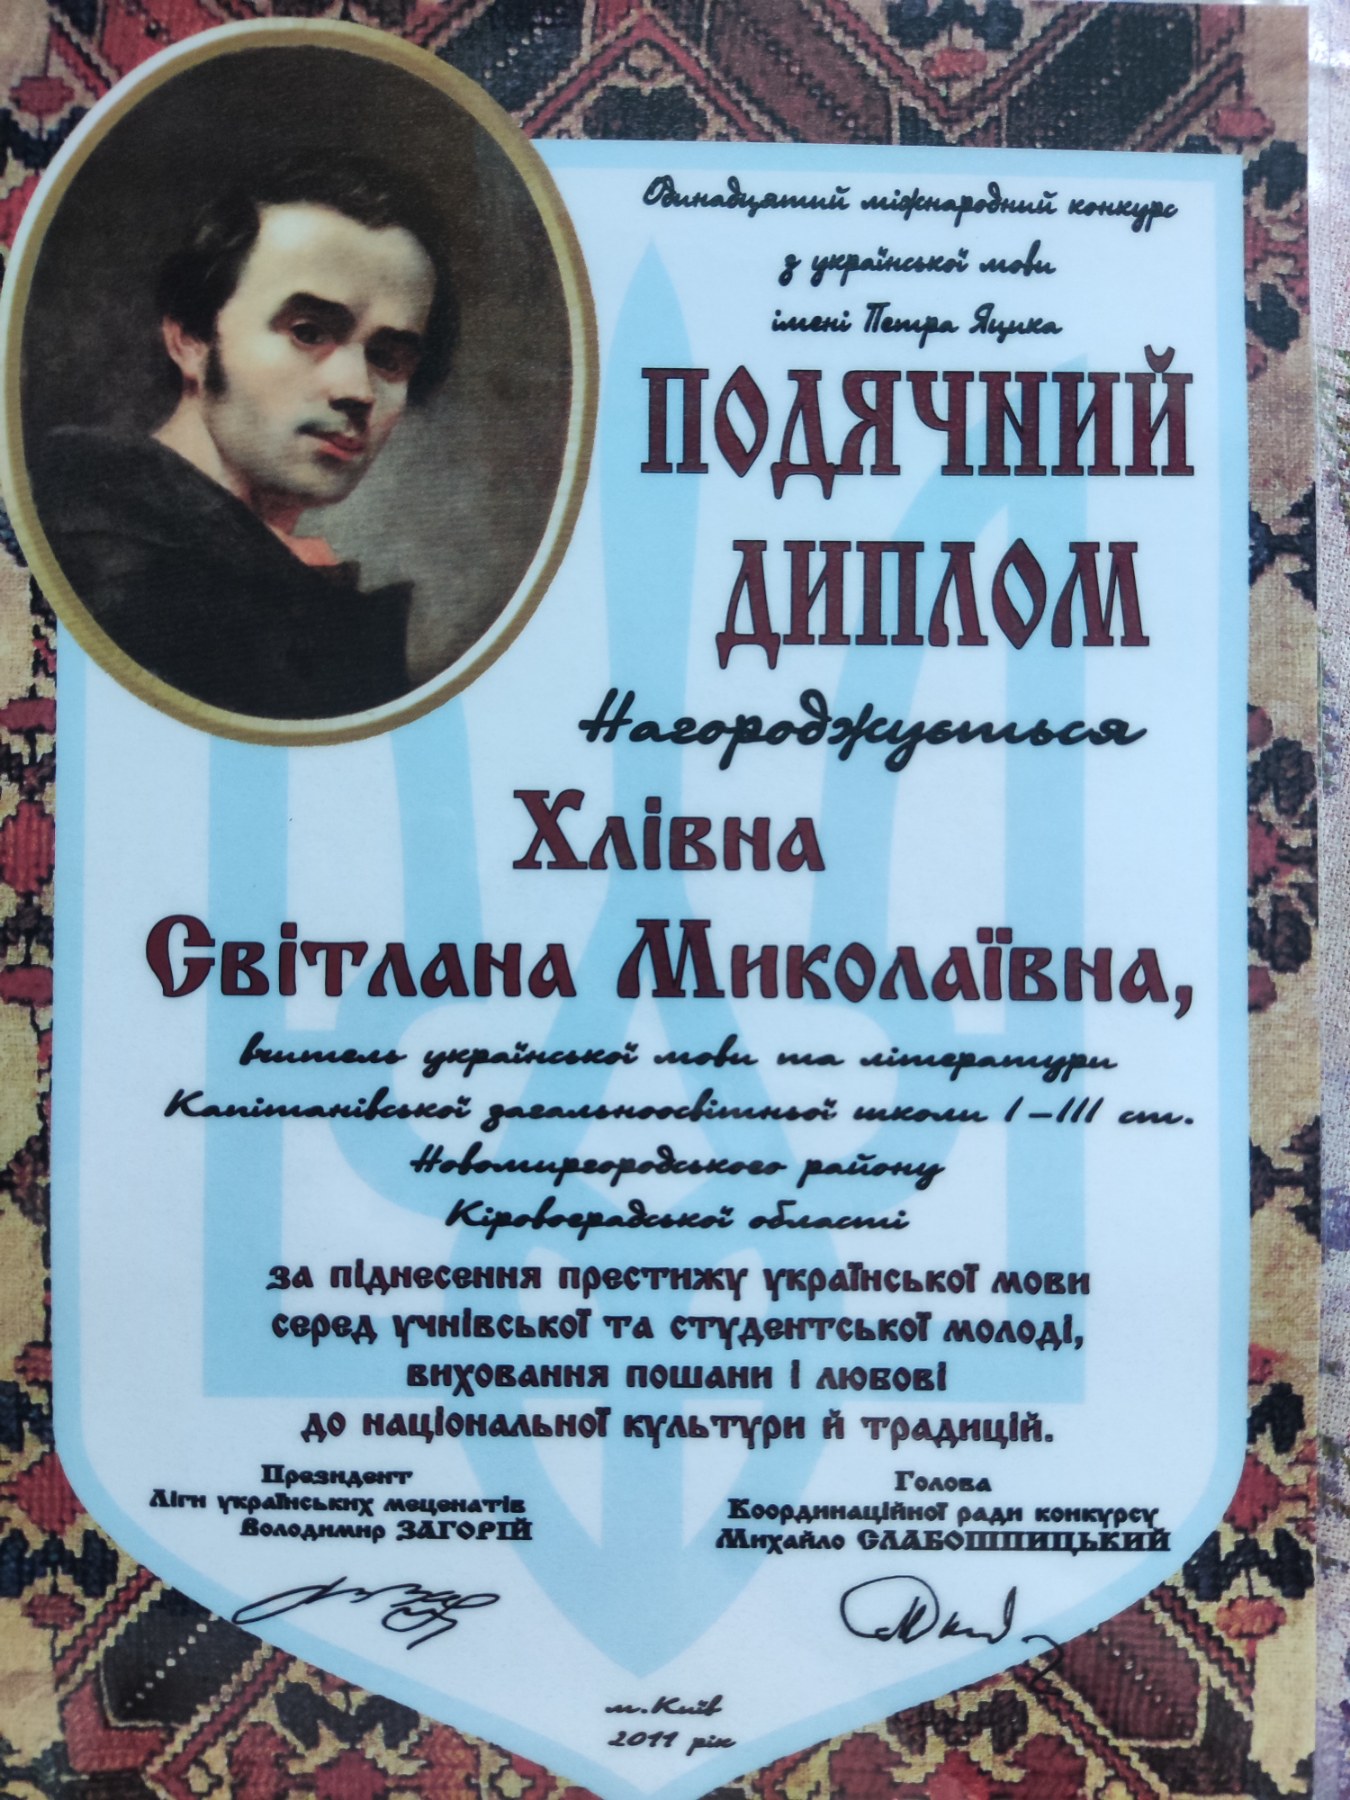 Одинадцятий міжнародний конкурс
з української мови
імені Петра Яцика
ПОДЯЧНИЙ
ДИПЛОМ
Нагороджується
Хлівна
Світлана Миколаївна,
вчитель української мови та літератури
Капітанівської загальноосвітньої школи І-ІІІ ст.
Новомиргородського району
Кіровоградської області
за піднесення престижу української мови
серед учнівської та студентської молоді,
виховання пошани і любові
до національної культури й традицій.
Президент
Ліги українських меценатів
Володимир ЗАГОРІЙ
Голова
Координаційної ради конкурсу
Михайло СЛАБОШПИЦЬКИЙ
м.Київ
2011 рік